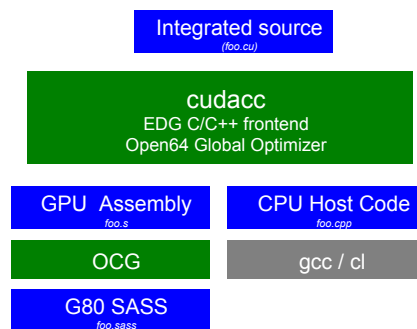 Integrated source
(foo.cu)
cudacc
EDG C/C++ frontend
Open64 Global Optimizer
GPU Assembly
foo.s
CPU Host Code
foo.cpp
OCG
gcc / cl
G80 SASS
foo.sass